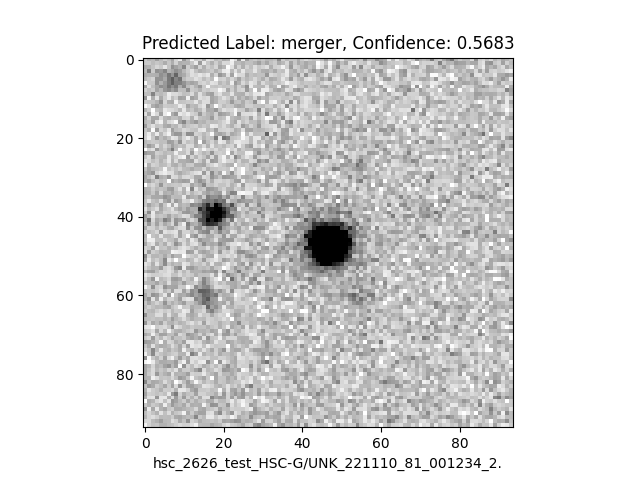 Predicted Label: merger, Confidence: 0.5683
0
20
40
60
80
0 20 40 60 80
hsc_2626_test_HSC-G/UNK_221110_81_001234_2.